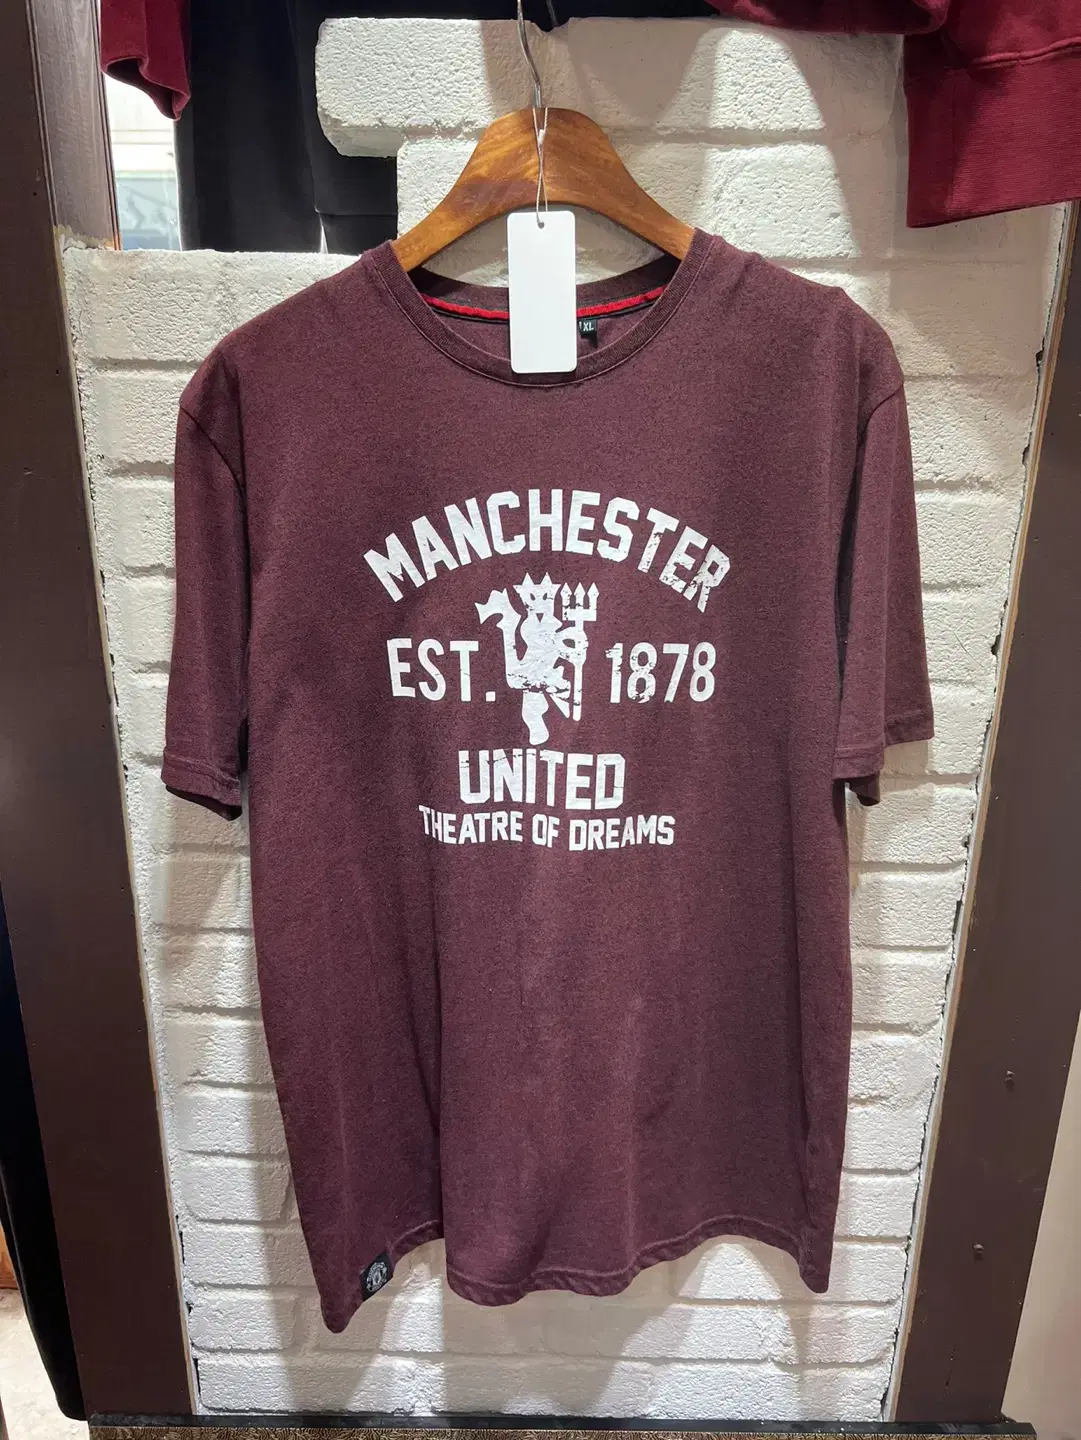 XL
MANCHESTER
EST. 1878
UNITED
THEATRE OF DREAMS